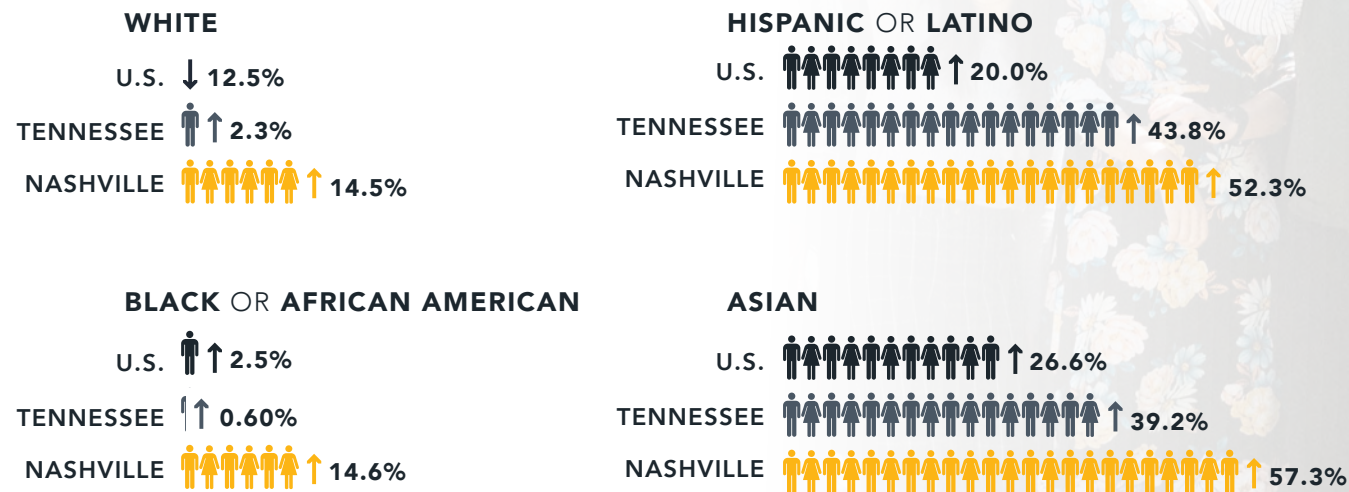 WHITE
U.S. ↓ 12.5%
TENNESSEE ↑ 2.3%
NASHVILLE ↑ 14.5%
HISPANIC OR LATINO
U.S. ↑ 20.0%
TENNESSEE ↑ 43.8%
NASHVILLE ↑ 52.3%
BLACK OR AFRICAN AMERICAN
U.S. ↑ 2.5%
TENNESSEE ↑ 0.60%
NASHVILLE ↑ 14.6%
ASIAN
U.S. ↑ 26.6%
TENNESSEE ↑ 39.2%
NASHVILLE ↑ 57.3%